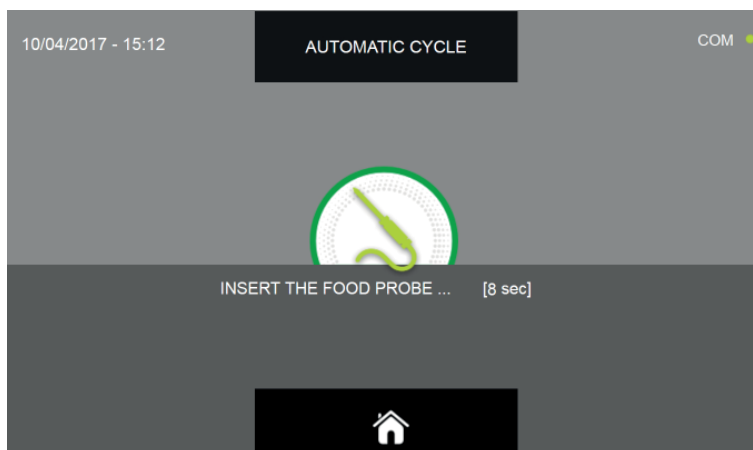 10/04/2017 - 15:12
AUTOMATIC CYCLE
COM
INSERT THE FOOD PROBE ... [8 sec]